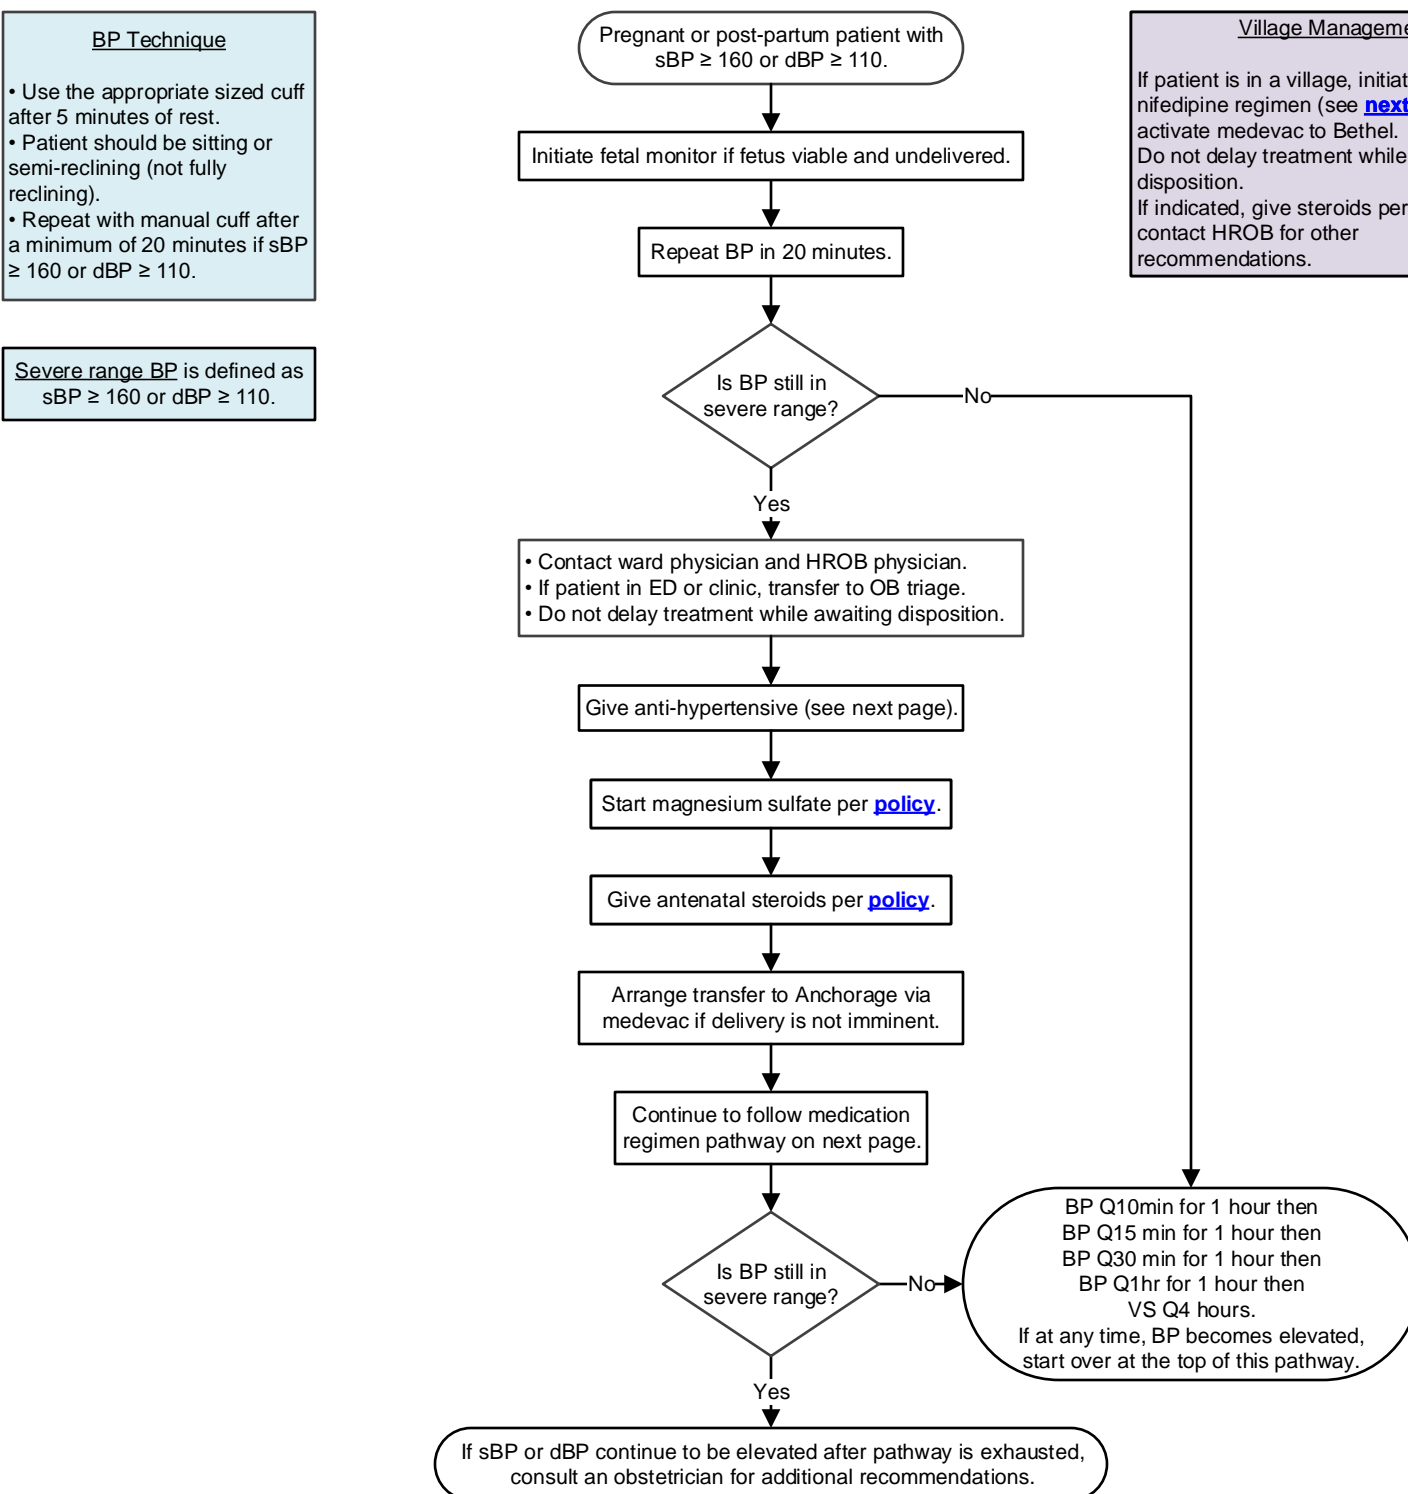 BP Technique
• Use the appropriate sized cuff
after 5 minutes of rest.
• Patient should be sitting or
semi-reclining (not fully
reclining).
• Repeat with manual cuff after
a minimum of 20 minutes if sBP
≥ 160 or dBP ≥ 110.
Severe range BP is defined as
sBP ≥ 160 or dBP ≥ 110.
Pregnant or post-partum patient with
sBP ≥ 160 or dBP ≥ 110.
Initiate fetal monitor if fetus viable and undelivered.
Repeat BP in 20 minutes.
Is BP still in
severe range?
No
Yes
• Contact ward physician and HROB physician.
• If patient in ED or clinic, transfer to OB triage.
• Do not delay treatment while awaiting disposition.
Give anti-hypertensive (see next page).
Start magnesium sulfate per policy.
Give antenatal steroids per policy.
Arrange transfer to Anchorage via
medevac if delivery is not imminent.
Continue to follow medication
regimen pathway on next page.
Is BP still in
severe range?
No
Yes
If sBP or dBP continue to be elevated after pathway is exhausted,
consult an obstetrician for additional recommendations.
Village
If patient is in a village,
nifedipine regimen (see next
activate medevac to Bethel.
Do not delay treatment while
disposition.
If indicated, give steroids per
contact HROB for other
recommendations.
BP Q10min for 1 hour then
BP Q15 min for 1 hour then
BP Q30 min for 1 hour then
BP Q1hr for 1 hour then
VS Q4 hours.
If at any time, BP becomes elevated,
start over at the top of this pathway.